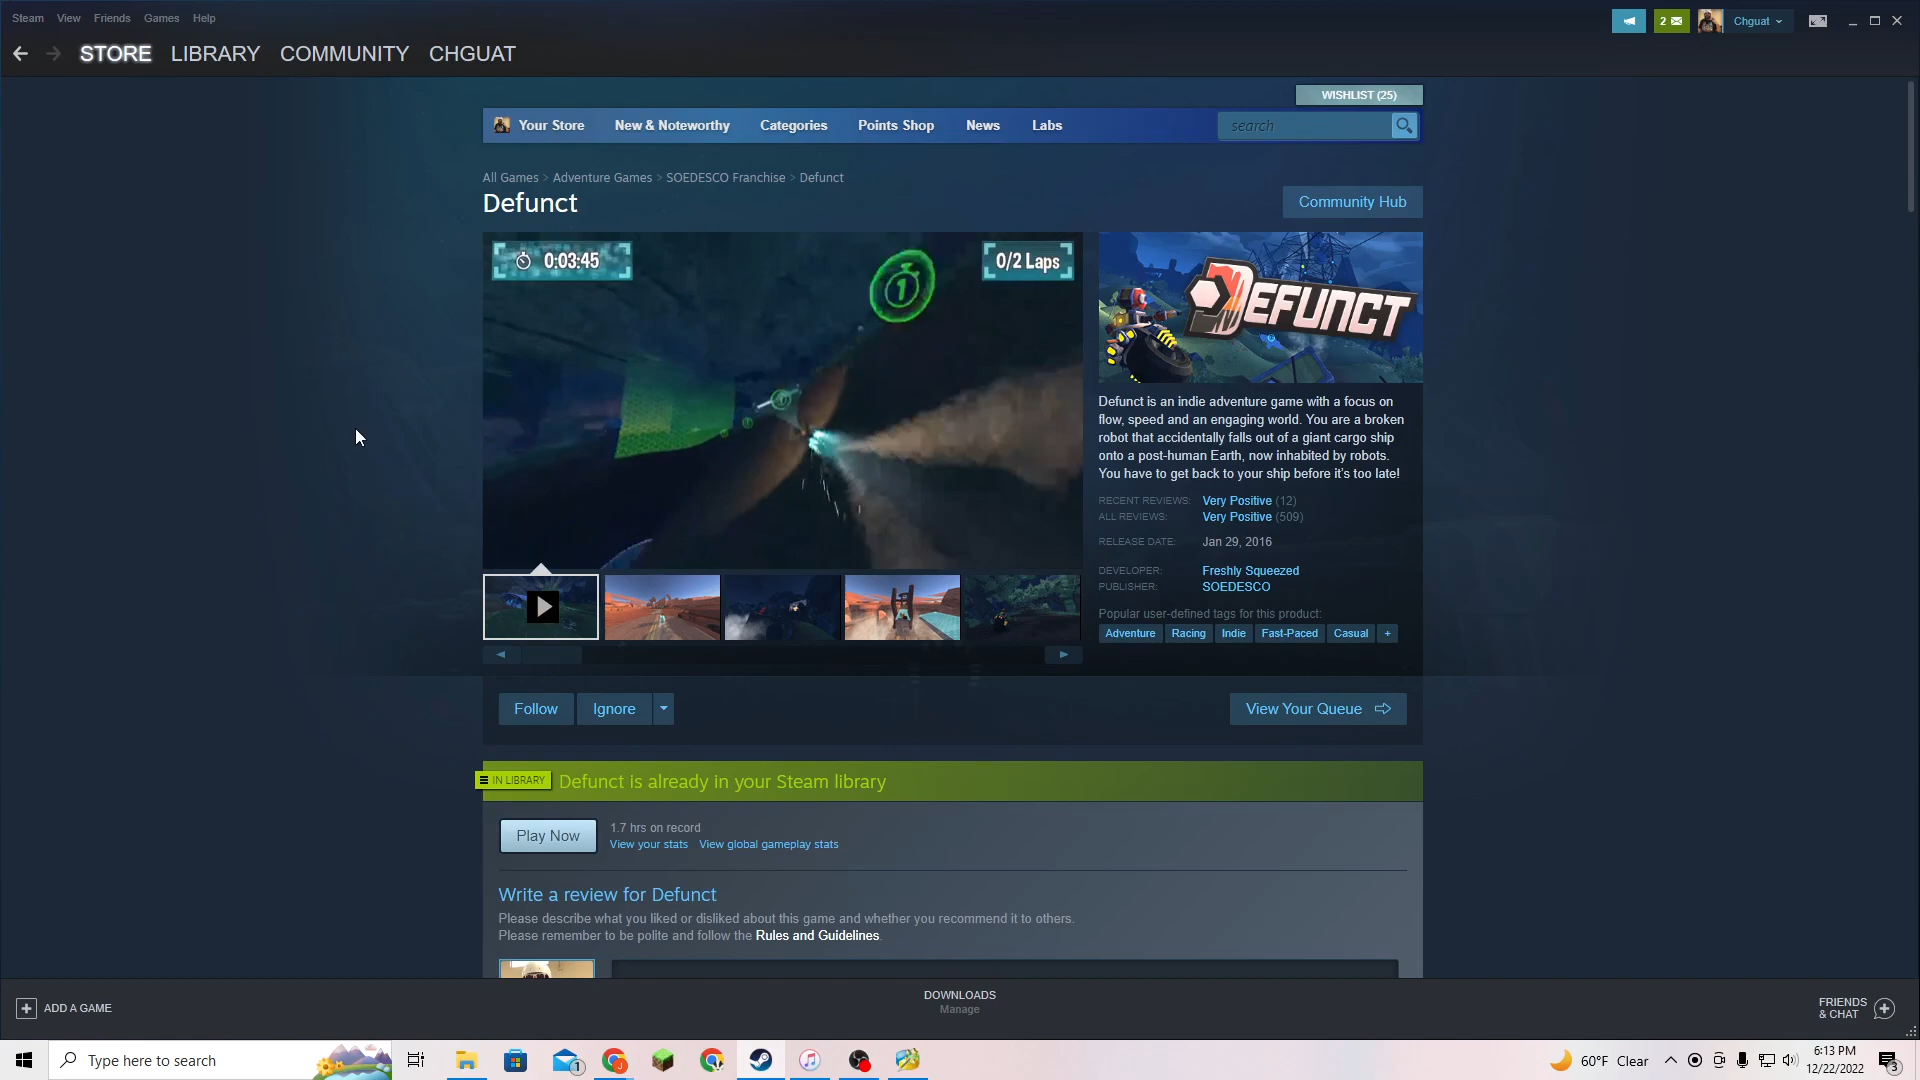 Steam View Friends Games Help
2 Chguat
STORE LIBRARY COMMUNITY CHGUAT
WISHLIST (25)
Your Store New & Noteworthy Categories Points Shop News Labs search
All Games > Adventure Games > SOEDESCO Franchise > Defunct
Defunct
Community Hub
0:03:45
1
0/2 Laps
DEFUNCT
Defunct is an indie adventure game with a focus on
flow, speed and an engaging world. You are a broken
robot that accidentally falls out of a giant cargo ship
onto a post-human Earth, now inhabited by robots.
You have to get back to your ship before it's too late!
RECENT REVIEWS: Very Positive (12)
ALL REVIEWS: Very Positive (509)
RELEASE DATE: Jan 29, 2016
DEVELOPER: Freshly Squeezed
PUBLISHER: SOEDESCO
Popular user-defined tags for this product:
Adventure Racing Indie Fast-Paced Casual +
Follow Ignore
View Your Queue
IN LIBRARY Defunct is already in your Steam library
Play Now
1.7 hrs on record
View your stats View global gameplay stats
Write a review for Defunct
Please describe what you liked or disliked about this game and whether you recommend it to others.
Please remember to be polite and follow the Rules and Guidelines.
+ ADD A GAME
DOWNLOADS
Manage
FRIENDS
& CHAT
Type here to search
1
J
60°F Clear
6:13 PM
12/22/2022
3